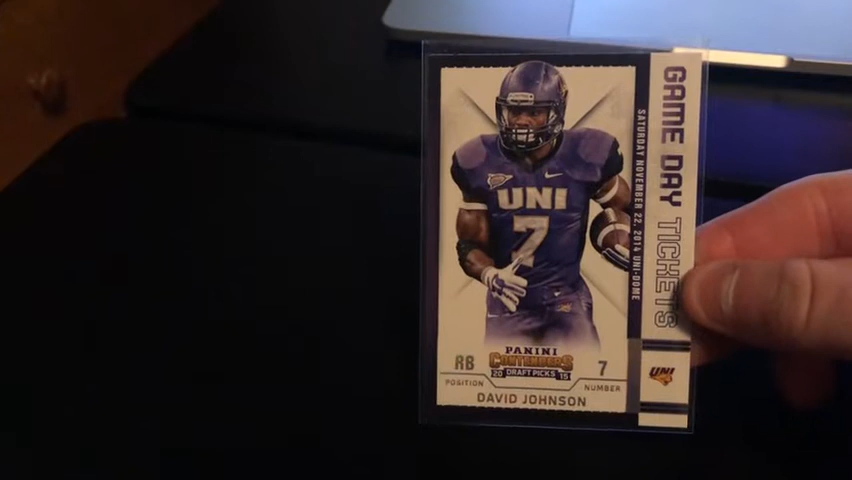 GAME DAY TICKETS
SATURDAY NOVEMBER 22, 2014 UNI-DOME
UNI
7
PANINI
CONTENDERS
20 DRAFT PICKS 15
RB
POSITION
7
NUMBER
DAVID JOHNSON
UNI